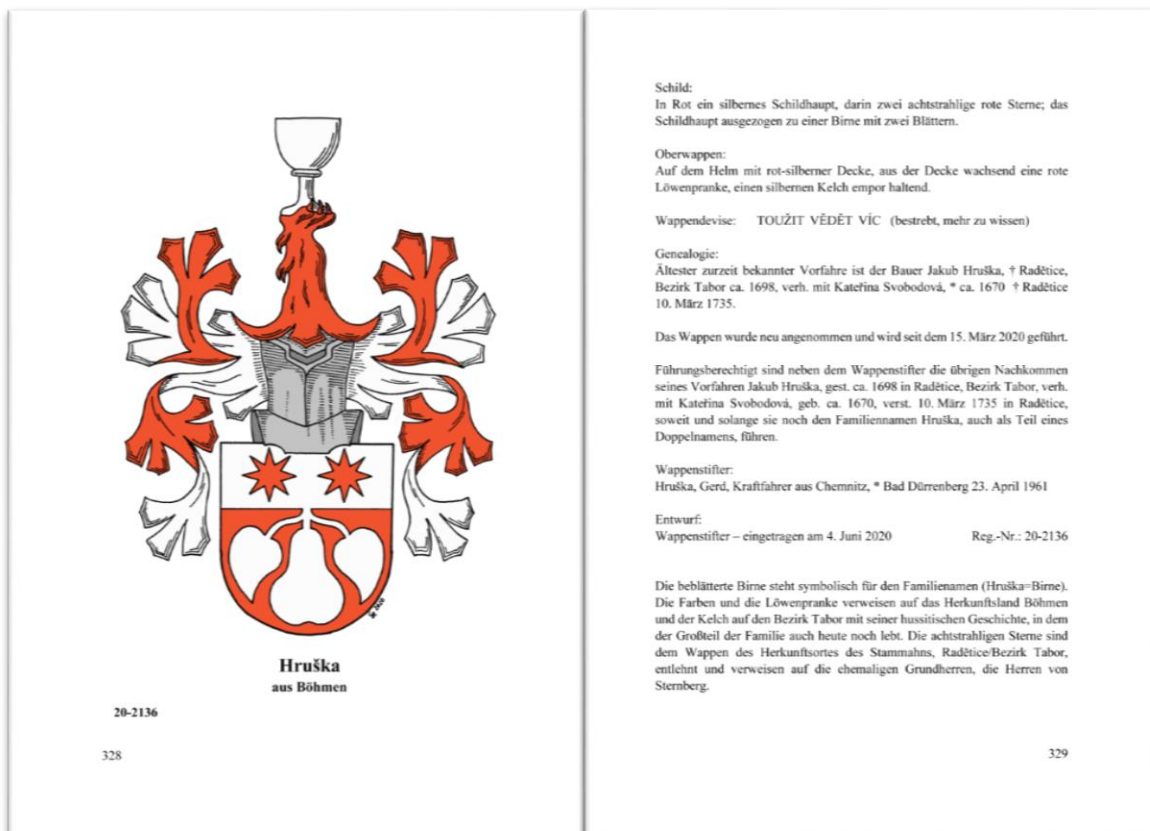 Hruška
aus Böhmen
20-2136
328
Schild:
In Rot ein silbernes Schildhaupt, darin zwei achtstrahlige rote Sterne; das
Schildhaupt ausgezogen zu einer Birne mit zwei Blättern.
Oberwappen:
Auf dem Helm mit rot-silberner Decke, aus der Decke wachsend eine rote
Löwenpranke, einen silbernen Kelch empor haltend.
Wappendevise: TOUŽIT VĚDĚT VÍC (bestrebt, mehr zu wissen)
Genealogie:
Ältester zurzeit bekannter Vorfahre ist der Bauer Jakub Hruška, † Radětice,
Bezirk Tabor ca. 1698, verh. mit Kateřina Svobodová, * ca. 1670 † Radětice
10. März 1735.
Das Wappen wurde neu angenommen und wird seit dem 15. März 2020 geführt.
Führungsberechtigt sind neben dem Wappenstifter die übrigen Nachkommen
seines Vorfahren Jakub Hruška, gest. ca. 1698 in Radětice, Bezirk Tabor, verh.
mit Kateřina Svobodová, geb. ca. 1670, verst. 10. März 1735 in Radětice,
soweit und solange sie noch den Familiennamen Hruška, auch als Teil eines
Doppelnamens, führen.
Wappenstifter:
Hruška, Gerd, Kraftfahrer aus Chemnitz, * Bad Dürrenberg 23. April 1961
Entwurf:
Wappenstifter – eingetragen am 4. Juni 2020 Reg.-Nr.: 20-2136
Die beblätterte Birne steht symbolisch für den Familienamen (Hruška=Birne).
Die Farben und die Löwenpranke verweisen auf das Herkunftsland Böhmen
und der Kelch auf den Bezirk Tabor mit seiner hussitischen Geschichte, in dem
der Großteil der Familie auch heute noch lebt. Die achtstrahligen Sterne sind
dem Wappen des Herkunftsortes des Stammahns, Radětice/Bezirk Tabor,
entlehnt und verweisen auf die ehemaligen Grundherren, die Herren von
Sternberg.
329